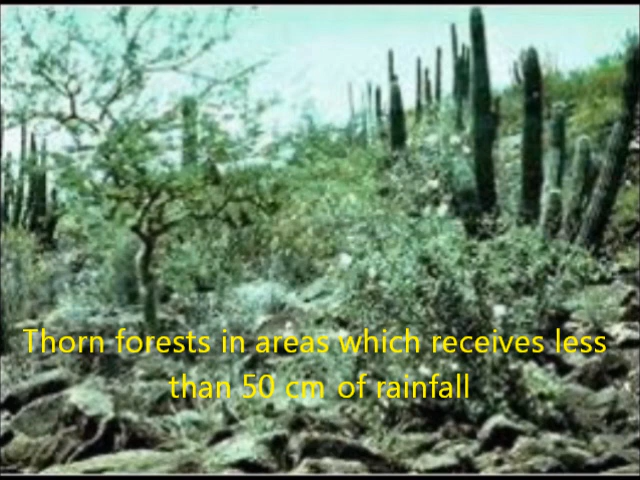 Thorn forests in areas which receives less
than 50 cm of rainfall